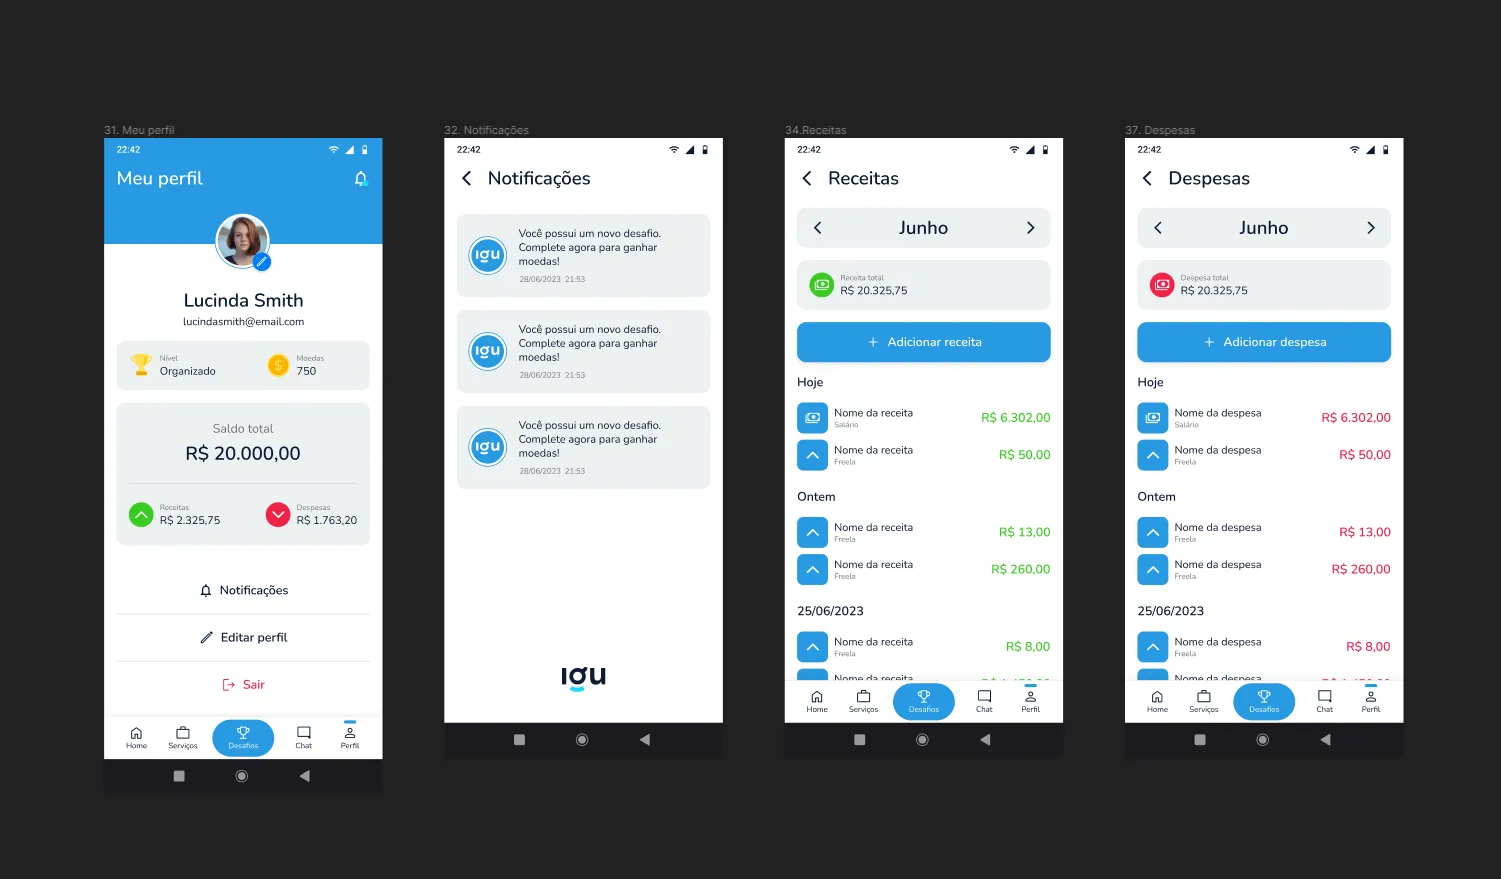 31. Meu perfil
22:42
Meu perfil
Lucinda Smith
lucindasmith@email.com
Nível
Organizado
Moedas
750
Saldo total
R$ 20.000,00
Receitas
R$ 2.325,75
Despesas
R$ 1.763,20
Notificações
Editar perfil
Sair
Home
Serviços
Desafios
Chat
Perfil
32. Notificações
22:42
Notificações
igu
Você possui um novo desafio.
Complete agora para ganhar
moedas!
28/06/2023 21:53
igu
Você possui um novo desafio.
Complete agora para ganhar
moedas!
28/06/2023 21:53
igu
Você possui um novo desafio.
Complete agora para ganhar
moedas!
28/06/2023 21:53
igu
34.Receitas
22:42
Receitas
Junho
Receita total
R$ 20.325,75
+ Adicionar receita
Hoje
Nome da receita
Salário
R$ 6.302,00
Nome da receita
Freela
R$ 50,00
Ontem
Nome da receita
Freela
R$ 13,00
Nome da receita
Freela
R$ 260,00
25/06/2023
Nome da receita
Freela
R$ 8,00
Nome da receita
Home
Serviços
Desafios
Chat
Perfil
37. Despesas
22:42
Despesas
Junho
Despesa total
R$ 20.325,75
+ Adicionar despesa
Hoje
Nome da despesa
Salário
R$ 6.302,00
Nome da despesa
Freela
R$ 50,00
Ontem
Nome da despesa
Freela
R$ 13,00
Nome da despesa
Freela
R$ 260,00
25/06/2023
Nome da despesa
Freela
R$ 8,00
Nome da despesa
Home
Serviços
Desafios
Chat
Perfil